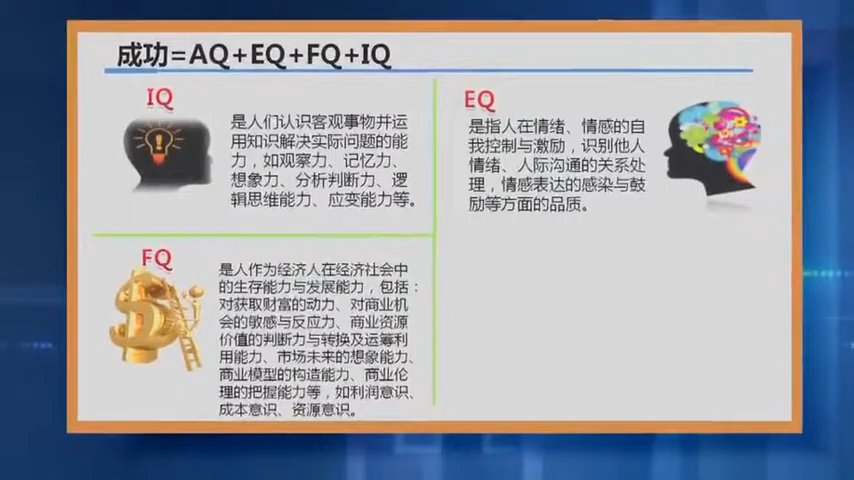 成功=AQ+EQ+FQ+IQ
IQ
是人们认识客观事物并运
用知识解决实际问题的能
力，如观察力、记忆力、
想象力、分析判断力、逻
辑思维能力、应变能力等。
EQ
是指人在情绪、情感的自
我控制与激励，识别他人
情绪、人际沟通的关系处
理，情感表达的感染与鼓
励等方面的品质。
FQ
是人作为经济人在经济社会中
的生存能力与发展能力，包括：
对获取财富的动力、对商业机
会的敏感与反应力、商业资源
价值的判断力与转换及运筹利
用能力、市场未来的想象能力、
商业模型的构造能力、商业伦
理的把握能力等，如利润意识、
成本意识、资源意识。